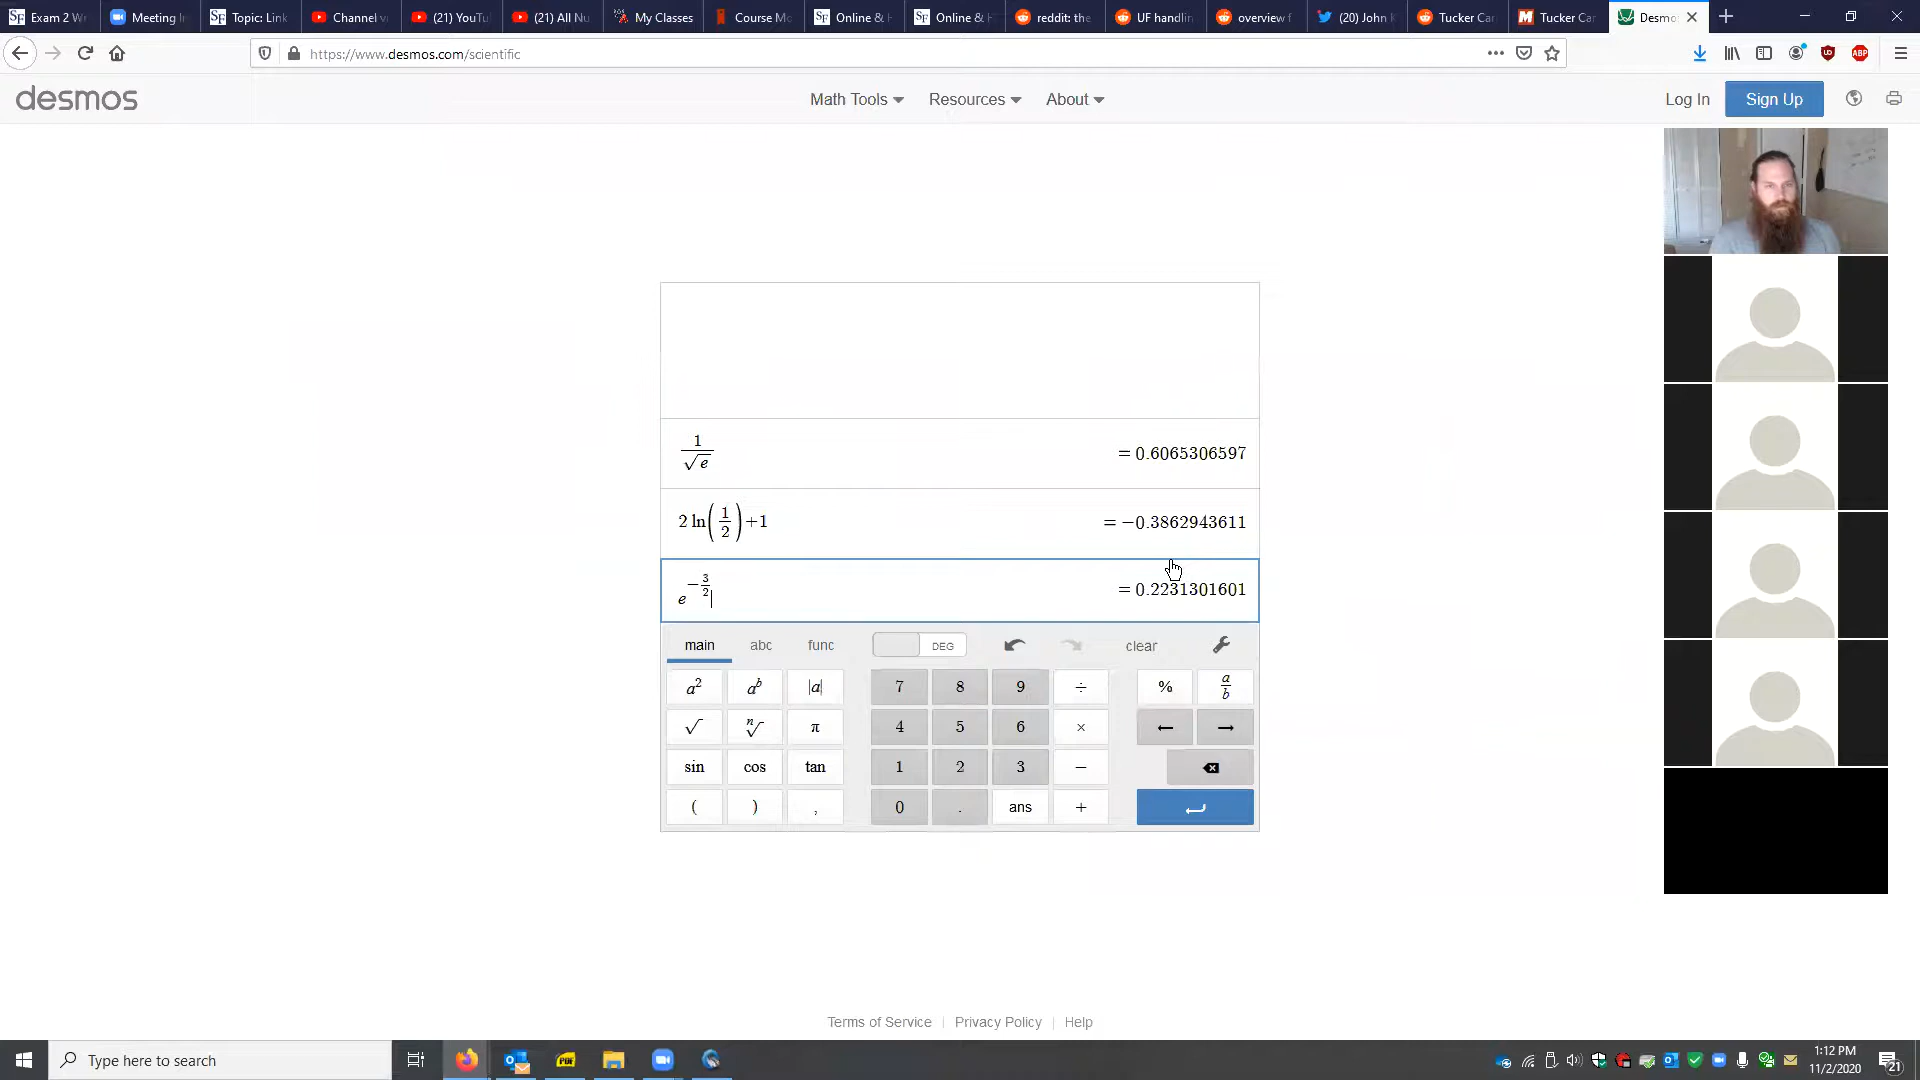 Exam 2 W
Meeting I
Topic: Link
Channel v
(21) YouTu
(21) All Nu
My Classes
Course Mo
Online & H
Online & H
reddit: the
UF handlin
overview f
(20) John K
Tucker Car
Tucker Car
Desmo
https://www.desmos.com/scientific
desmos
Math Tools
Resources
About
Log In
Sign Up
1/√e = 0.6065306597
2 ln(1/2)+1 = −0.3862943611
e^(−3/2) = 0.2231301601
main abc func DEG clear
a² aᵇ |a| 7 8 9 ÷ % a/b
√ ⁿ√ π 4 5 6 × ← →
sin cos tan 1 2 3 −
( ) , 0 . ans +
Terms of Service | Privacy Policy | Help
Type here to search
PDF
1:12 PM
11/2/2020
21